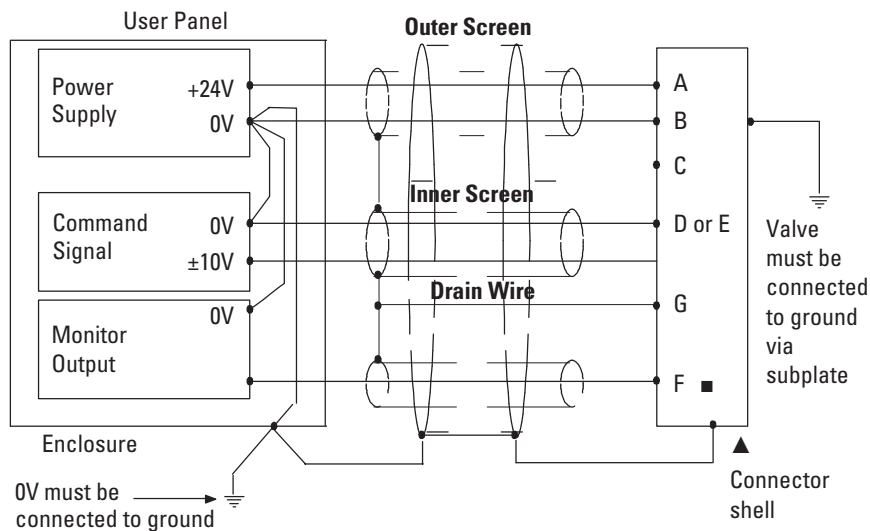 User Panel
Outer Screen
Power
Supply
+24V
0V
A
B
C
Inner Screen
Command
Signal
0V
±10V
D or E
Valve
must be
connected
to ground
via
subplate
Drain Wire
0V
G
Monitor
Output
F ■
Enclosure
▲
Connector
shell
0V must be
connected to ground